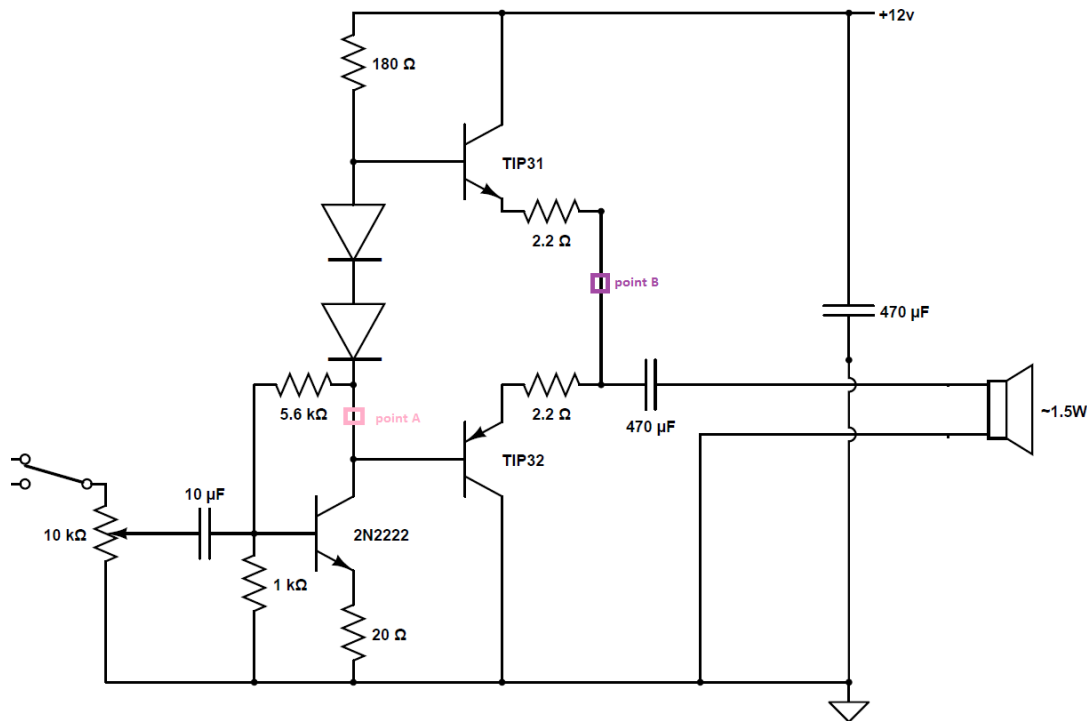 +12v
180 Ω
TIP31
2.2 Ω
point B
470 µF
5.6 kΩ
point A
2.2 Ω
470 µF
~1.5W
TIP32
10 µF
10 kΩ
2N2222
1 kΩ
20 Ω